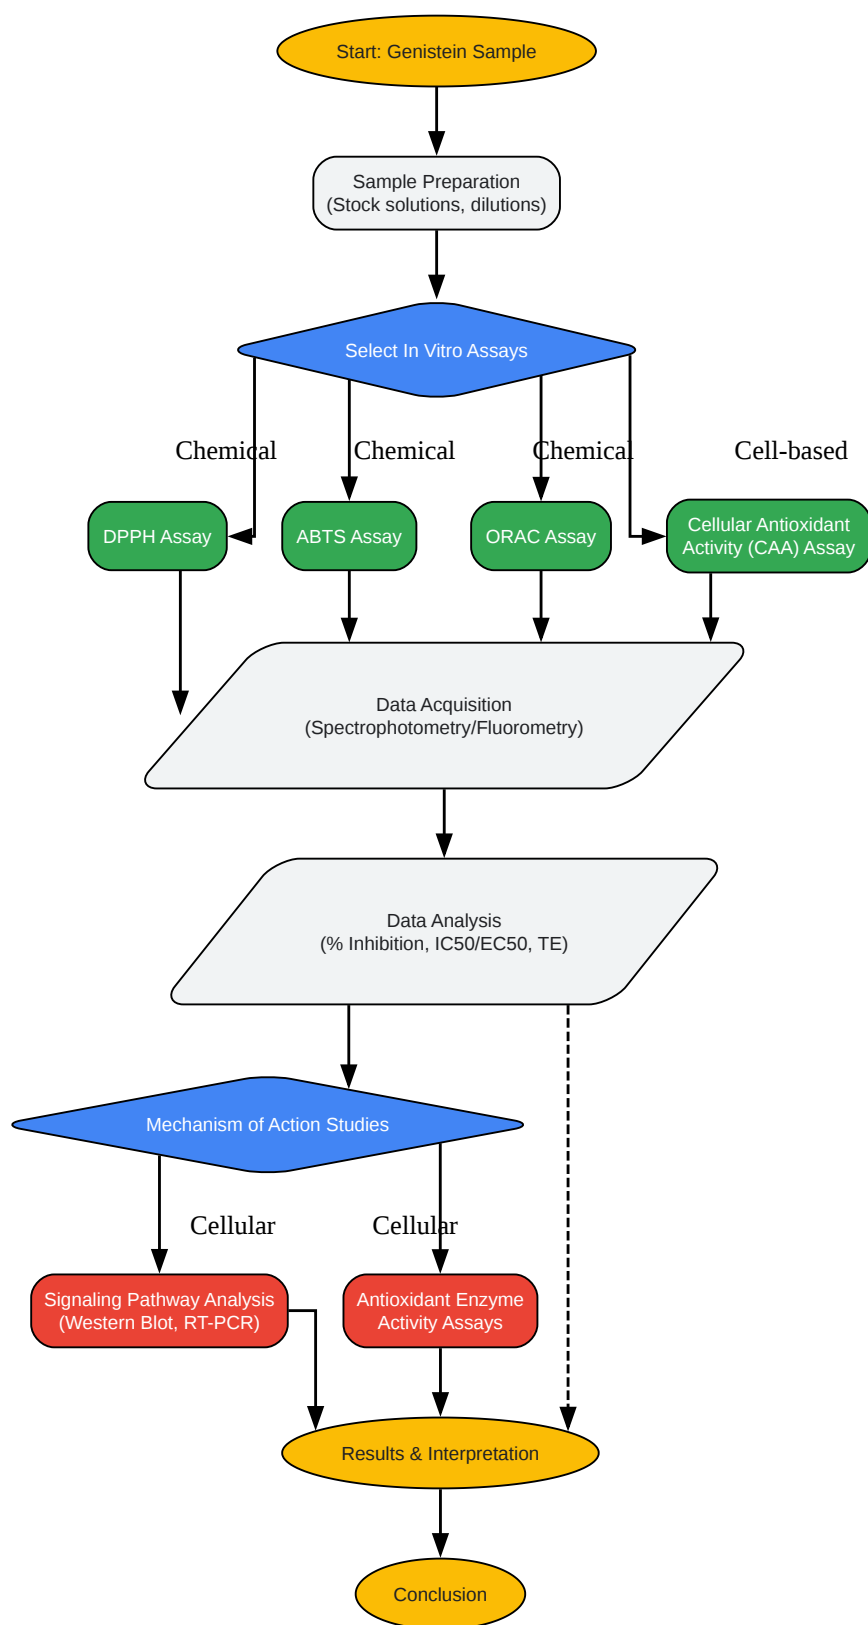 Start: Genistein Sample
Sample Preparation
(Stock solutions, dilutions)
Select In Vitro Assays
Chemical
Chemical
Chemical
Cell-based
DPPH Assay
ABTS Assay
ORAC Assay
Cellular Antioxidant
Activity (CAA) Assay
Data Acquisition
(Spectrophotometry/Fluorometry)
Data Analysis
(% Inhibition, IC50/EC50, TE)
Mechanism of Action Studies
Cellular
Cellular
Signaling Pathway Analysis
(Western Blot, RT-PCR)
Antioxidant Enzyme
Activity Assays
Results & Interpretation
Conclusion